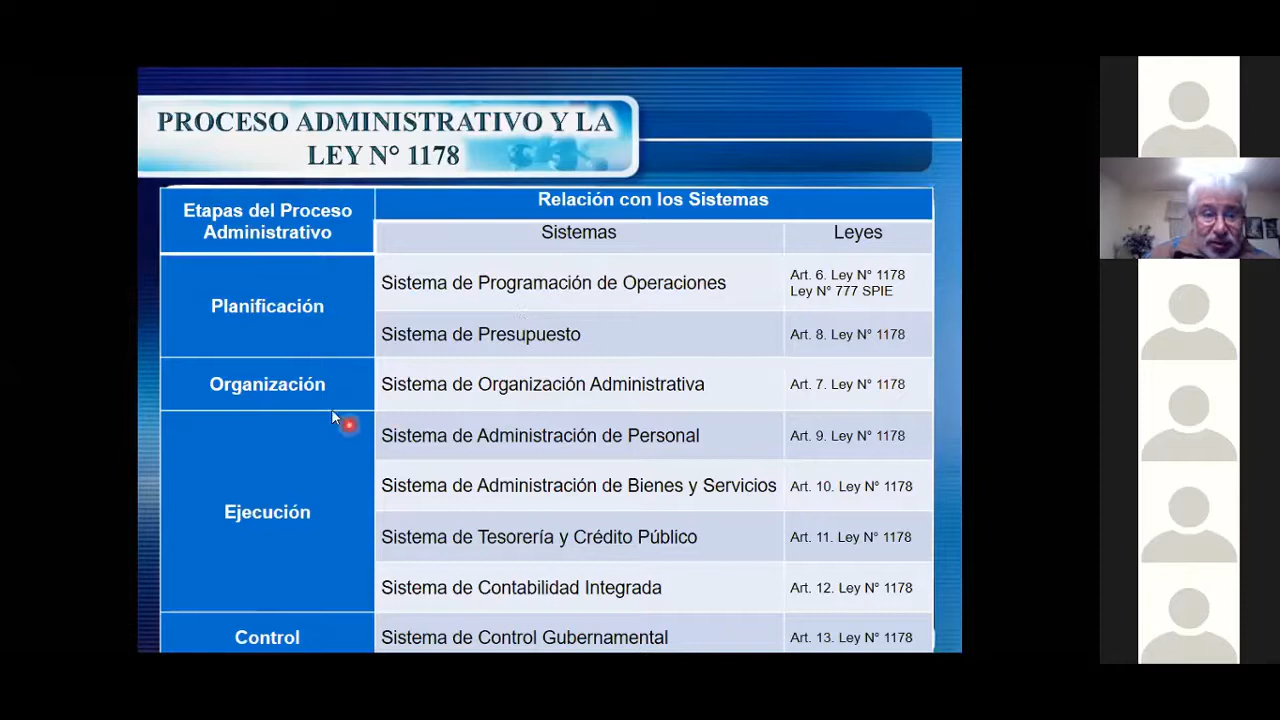 PROCESO ADMINISTRATIVO Y LA
LEY N° 1178
Etapas del Proceso
Administrativo
Relación con los Sistemas
Sistemas
Leyes
Planificación
Sistema de Programación de Operaciones
Art. 6. Ley N° 1178
Ley N° 777 SPIE
Sistema de Presupuesto
Art. 8. Ley N° 1178
Organización
Sistema de Organización Administrativa
Art. 7. Ley N° 1178
Ejecución
Sistema de Administración de Personal
Art. 9. Ley N° 1178
Sistema de Administración de Bienes y Servicios
Art. 10. Ley N° 1178
Sistema de Tesorería y Crédito Público
Art. 11. Ley N° 1178
Sistema de Contabilidad Integrada
Art. 12. Ley N° 1178
Control
Sistema de Control Gubernamental
Art. 13. Ley N° 1178